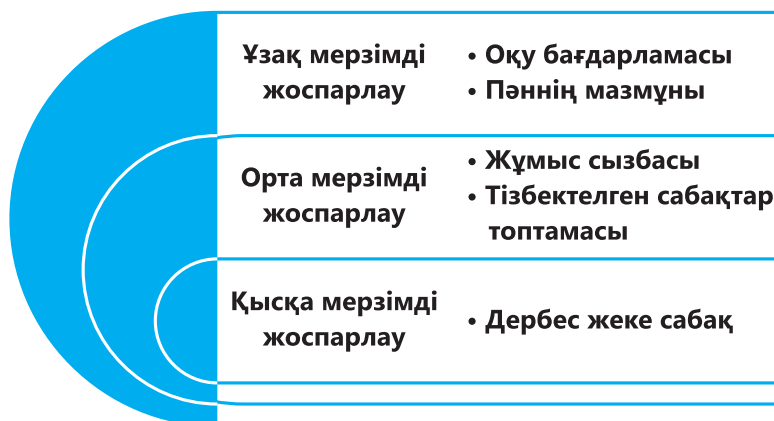 Ұзақ мерзімді
жоспарлау
• Оқу бағдарламасы
• Пәннің мазмұны
Орта мерзімді
жоспарлау
• Жұмыс сызбасы
• Тізбектелген сабақтар
топтамасы
Қысқа мерзімді
жоспарлау
• Дербес жеке сабақ